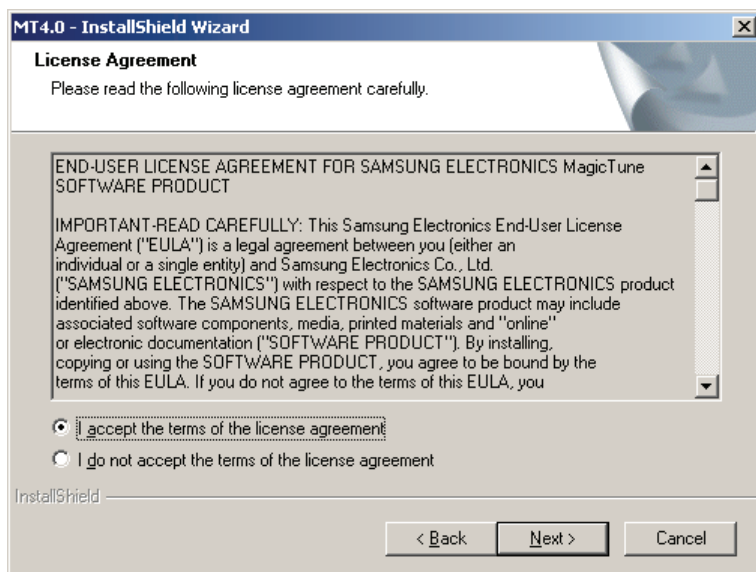 MT4.0 - InstallShield Wizard
License Agreement
Please read the following license agreement carefully.
END-USER LICENSE AGREEMENT FOR SAMSUNG ELECTRONICS MagicTune
SOFTWARE PRODUCT
IMPORTANT-READ CAREFULLY: This Samsung Electronics End-User License
Agreement ("EULA") is a legal agreement between you (either an
individual or a single entity) and Samsung Electronics Co., Ltd.
("SAMSUNG ELECTRONICS") with respect to the SAMSUNG ELECTRONICS product
identified above. The SAMSUNG ELECTRONICS software product may include
associated software components, media, printed materials and "online"
or electronic documentation ("SOFTWARE PRODUCT"). By installing,
copying or using the SOFTWARE PRODUCT, you agree to be bound by the
terms of this EULA. If you do not agree to the terms of this EULA, you
I accept the terms of the license agreement
I do not accept the terms of the license agreement
InstallShield
< Back Next > Cancel